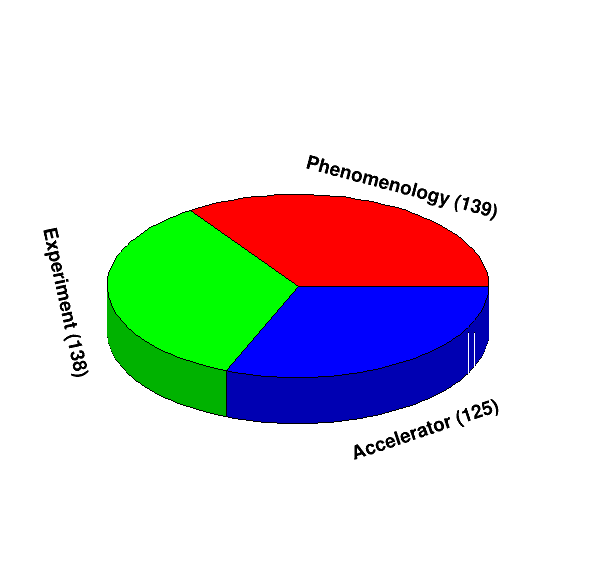 Phenomenology (139)
Experiment (138)
Accelerator (125)